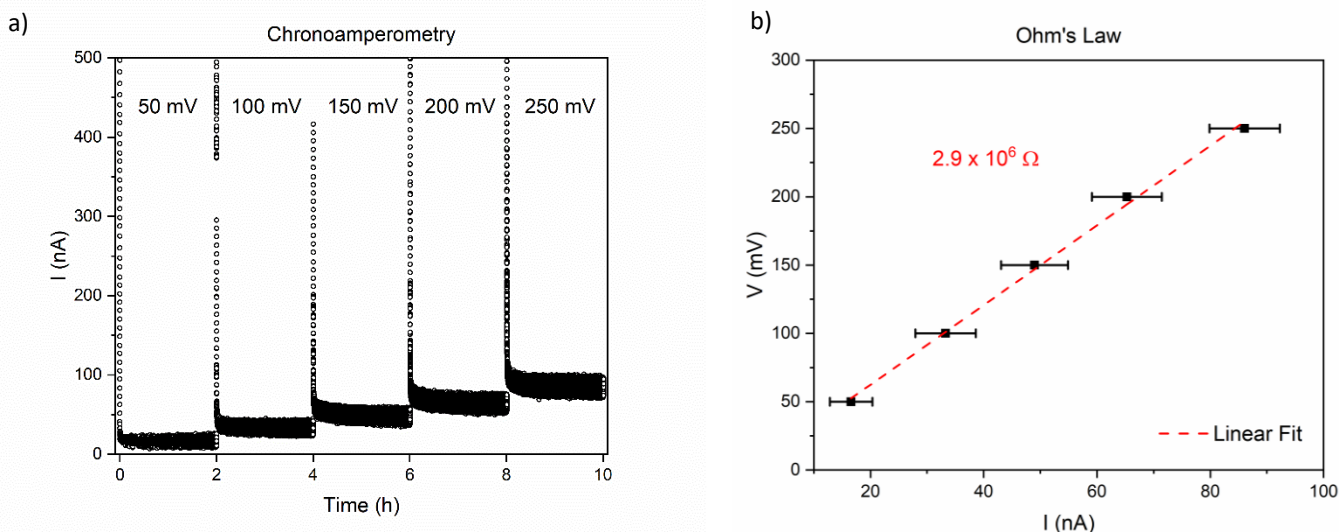 a)
Chronoamperometry
500
400
300
200
100
0
I (nA)
50 mV
100 mV
150 mV
200 mV
250 mV
0
2
4
6
8
10
Time (h)
b)
Ohm's Law
300
250
200
150
100
50
0
V (mV)
2.9 x 10⁶ Ω
Linear Fit
20
40
60
80
100
I (nA)